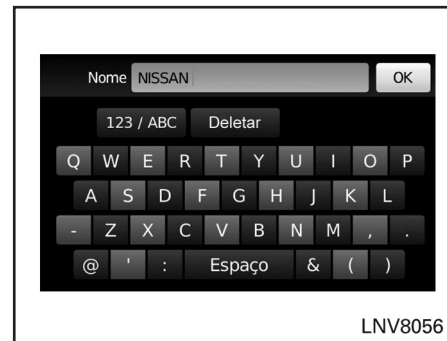 Nome NISSAN OK
123 / ABC Deletar
Q W E R T Y U I O P
A S D F G H J K L
- Z X C V B N M , .
@ ' : Espaço & ( )
LNV8056